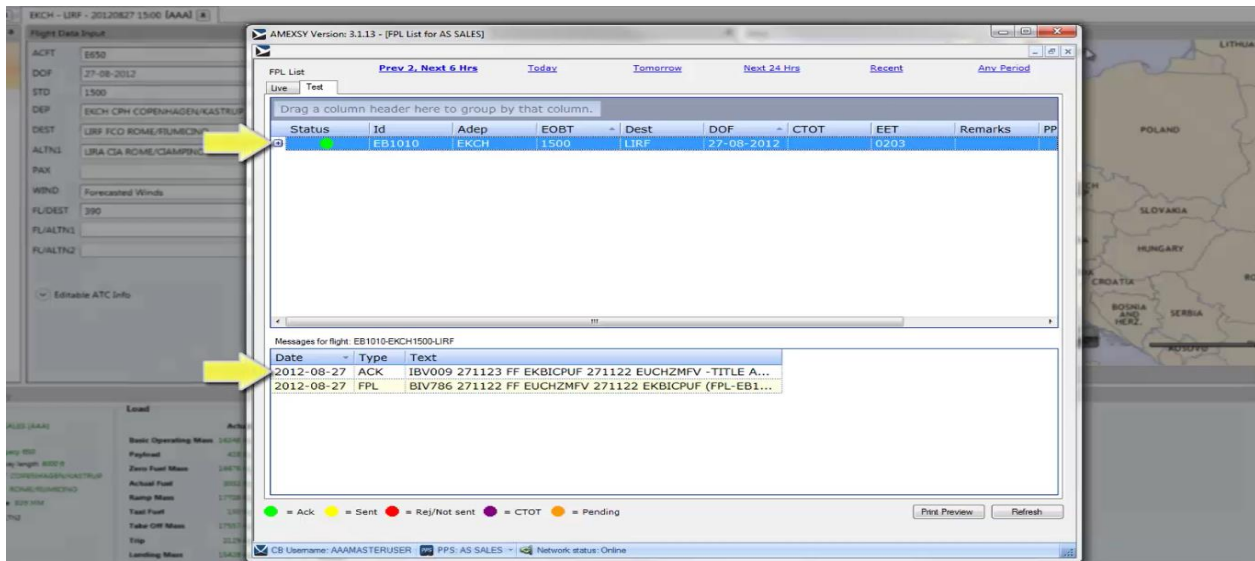 EKCH - LIRF - 20120827 15:00 [AAA]
Flight Data Input
ACFT E650
DOF 27-08-2012
STD 1500
DEP EKCH CPH COPENHAGEN/KASTRUP
DEST LIRF FCO ROME/FIUMICINO
ALTN1 LIRA CIA ROME/CIAMPINO
PAX
WIND Forecasted Winds
FL/DEST 390
FL/ALTN1
FL/ALTN2
Editable ATC Info
AMEXSY Version: 3.1.13 - [FPL List for AS SALES]
FPL List Prev 2, Next 6 Hrs Today Tomorrow Next 24 Hrs Recent Any Period
Live Test
Drag a column header here to group by that column.
Status Id Adep EOBT Dest DOF CTOT EET Remarks PP
EB1010 EKCH 1500 LIRF 27-08-2012 0203
Messages for flight: EB1010-EKCH1500-LIRF
Date Type Text
2012-08-27 ACK IBV009 271123 FF EKBICPUF 271122 EUCHZMFV -TITLE A...
2012-08-27 FPL BIV786 271122 FF EUCHZMFV 271122 EKBICPUF (FPL-EB1...
= Ack = Sent = Rej/Not sent = CTOT = Pending
Print Preview Refresh
CB Username: AAAMASTERUSER PPS: AS SALES Network status: Online
Load
Basic Operating Mass
Payload
Zero Fuel Mass
Actual Fuel
Ramp Mass
Taxi Fuel
Take Off Mass
Trip
Landing Mass
LITHUA
POLAND
SLOVAKIA
HUNGARY
CROATIA
BOSNIA
AND
HERZ.
SERBIA
KOSOVO